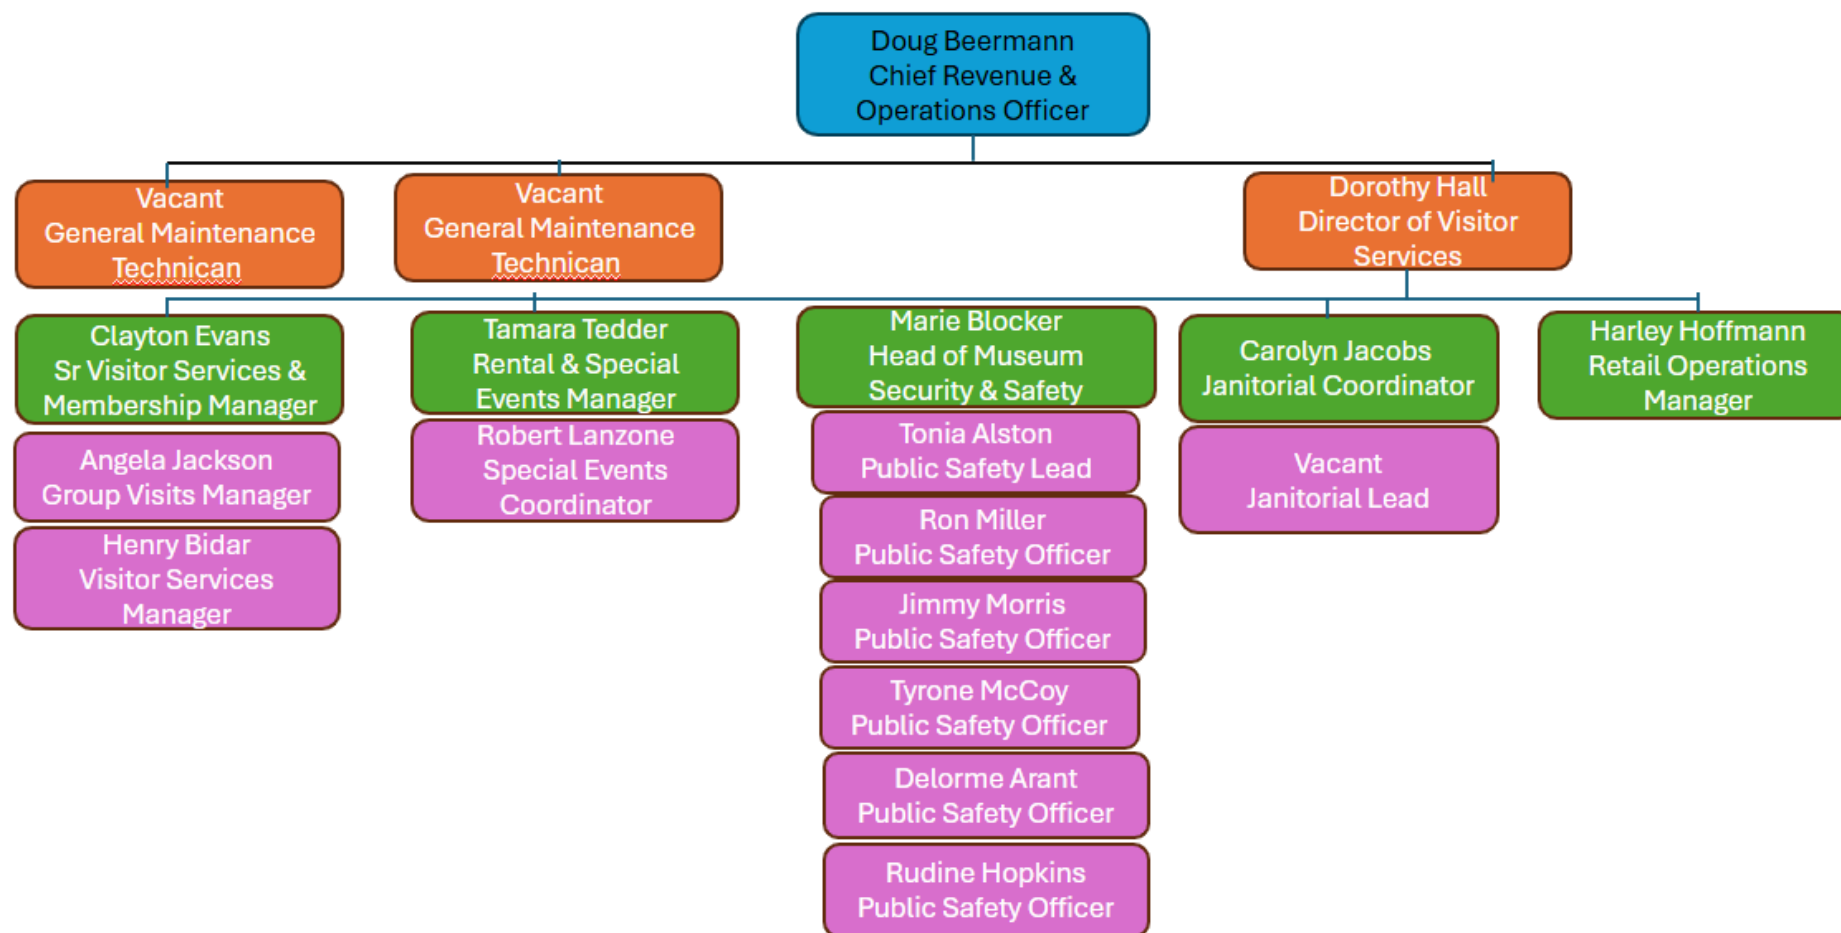 Doug Beermann
Chief Revenue &
Operations Officer
Vacant
General Maintenance
Technican
Vacant
General Maintenance
Technican
Dorothy Hall
Director of Visitor
Services
Clayton Evans
Sr Visitor Services &
Membership Manager
Angela Jackson
Group Visits Manager
Henry Bidar
Visitor Services
Manager
Tamara Tedder
Rental & Special
Events Manager
Robert Lanzone
Special Events
Coordinator
Marie Blocker
Head of Museum
Security & Safety
Tonia Alston
Public Safety Lead
Ron Miller
Public Safety Officer
Jimmy Morris
Public Safety Officer
Tyrone McCoy
Public Safety Officer
Delorme Arant
Public Safety Officer
Rudine Hopkins
Public Safety Officer
Carolyn Jacobs
Janitorial Coordinator
Vacant
Janitorial Lead
Harley Hoffmann
Retail Operations
Manager